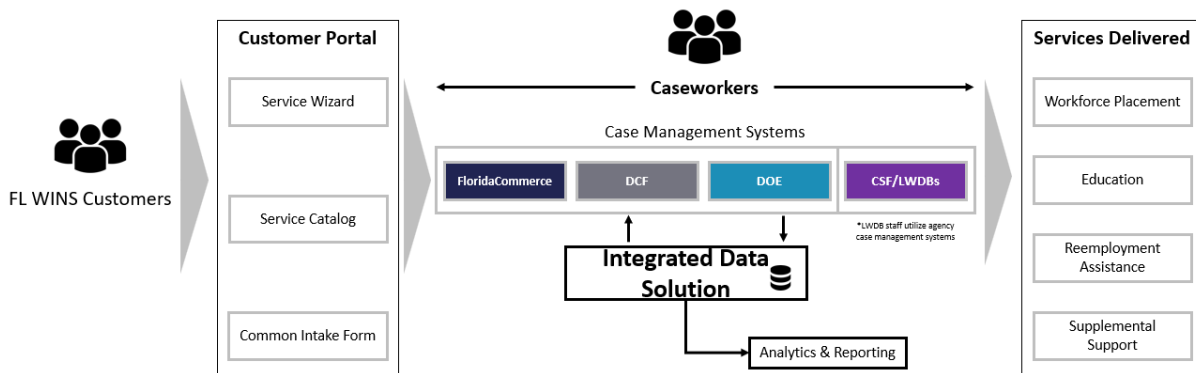 FL WINS Customers
Customer Portal
Service Wizard
Service Catalog
Common Intake Form
Caseworkers
Case Management Systems
FloridaCommerce
DCF
DOE
CSF/LWDBs
*LWDB staff utilize agency
case management systems
Integrated Data
Solution
Analytics & Reporting
Services Delivered
Workforce Placement
Education
Reemployment
Assistance
Supplemental
Support